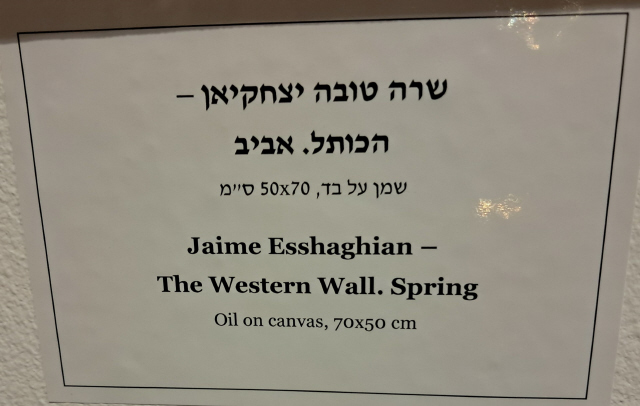 שרה טובה יצחקיאן –
הכותל. אביב
שמן על בד, 50x70 ס״מ
Jaime Esshaghian –
The Western Wall. Spring
Oil on canvas, 70x50 cm